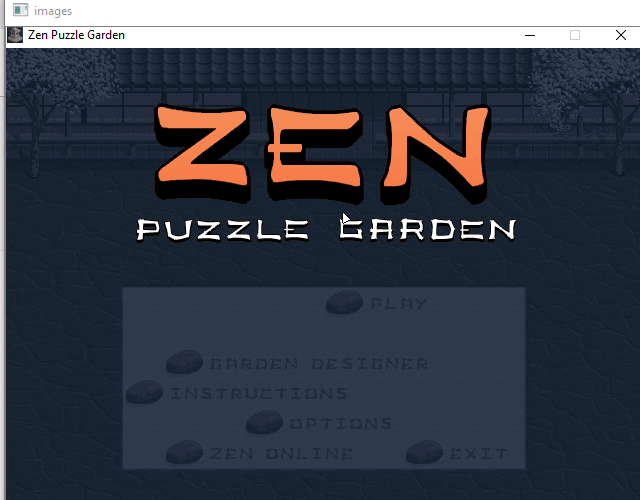 images
Zen Puzzle Garden
ZEN
PUZZLE GARDEN
PLAY
GARDEN DESIGNER
INSTRUCTIONS
OPTIONS
ZEN ONLINE EXIT